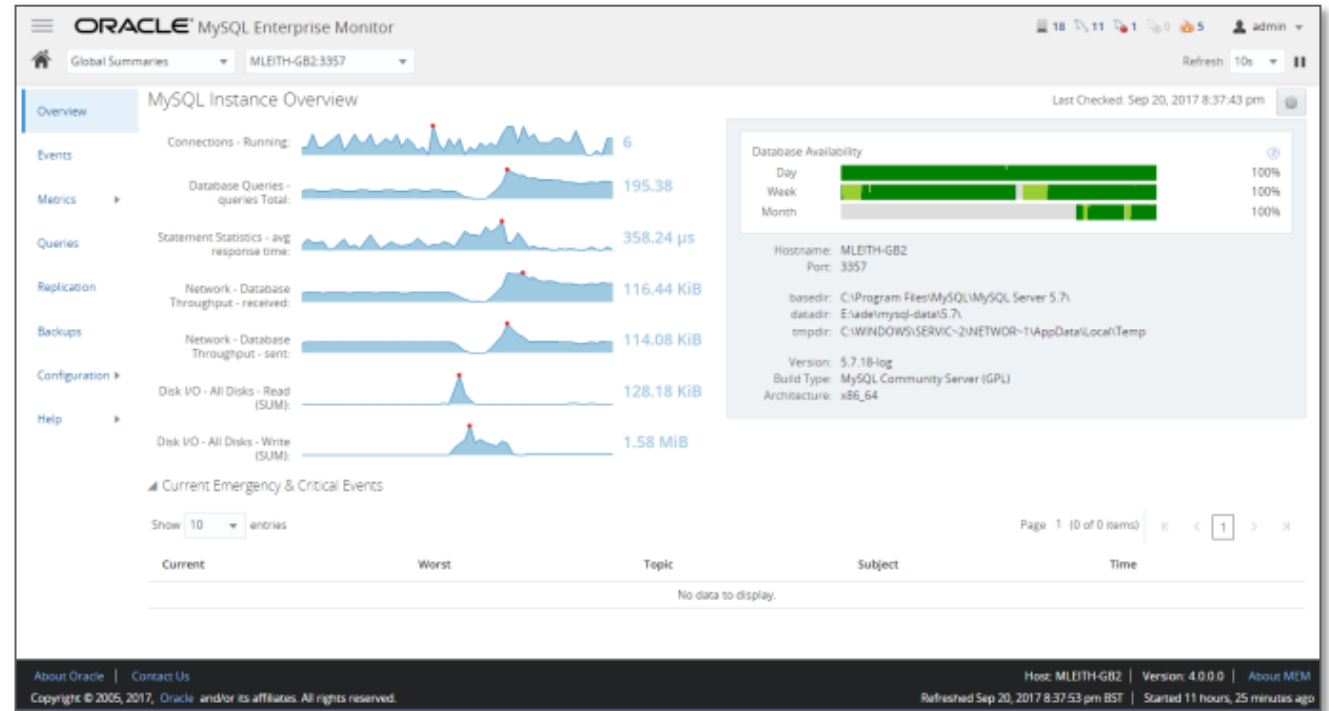 ORACLE MySQL Enterprise Monitor
18 11 1 0 5 admin
Global Summaries MLEITH-GB2:3357 Refresh 10s
Overview
Events
Metrics
Queries
Replication
Backups
Configuration
Help
MySQL Instance Overview
Last Checked: Sep 20, 2017 8:37:43 pm
Connections - Running: 6
Database Queries - queries Total: 195.38
Statement Statistics - avg response time: 358.24 µs
Network - Database Throughput - received: 116.44 KiB
Network - Database Throughput - sent: 114.08 KiB
Disk I/O - All Disks - Read (SUM): 128.18 KiB
Disk I/O - All Disks - Write (SUM): 1.58 MiB
Database Availability
Day 100%
Week 100%
Month 100%
Hostname: MLEITH-GB2
Port: 3357
basedir: C:\Program Files\MySQL\MySQL Server 5.7\
datadir: E:\ade\mysql-data\5.7\
tmpdir: C:\WINDOWS\SERVIC~2\NETWOR~1\AppData\Local\Temp
Version: 5.7.18-log
Build Type: MySQL Community Server (GPL)
Architecture: x86_64
Current Emergency & Critical Events
Show 10 entries
Page 1 (0 of 0 items) 1
Current Worst Topic Subject Time
No data to display.
About Oracle | Contact Us
Copyright © 2005, 2017, Oracle and/or its affiliates. All rights reserved.
Host: MLEITH-GB2 | Version: 4.0.0.0 | About MEM
Refreshed Sep 20, 2017 8:37:53 pm BST | Started 11 hours, 25 minutes ago